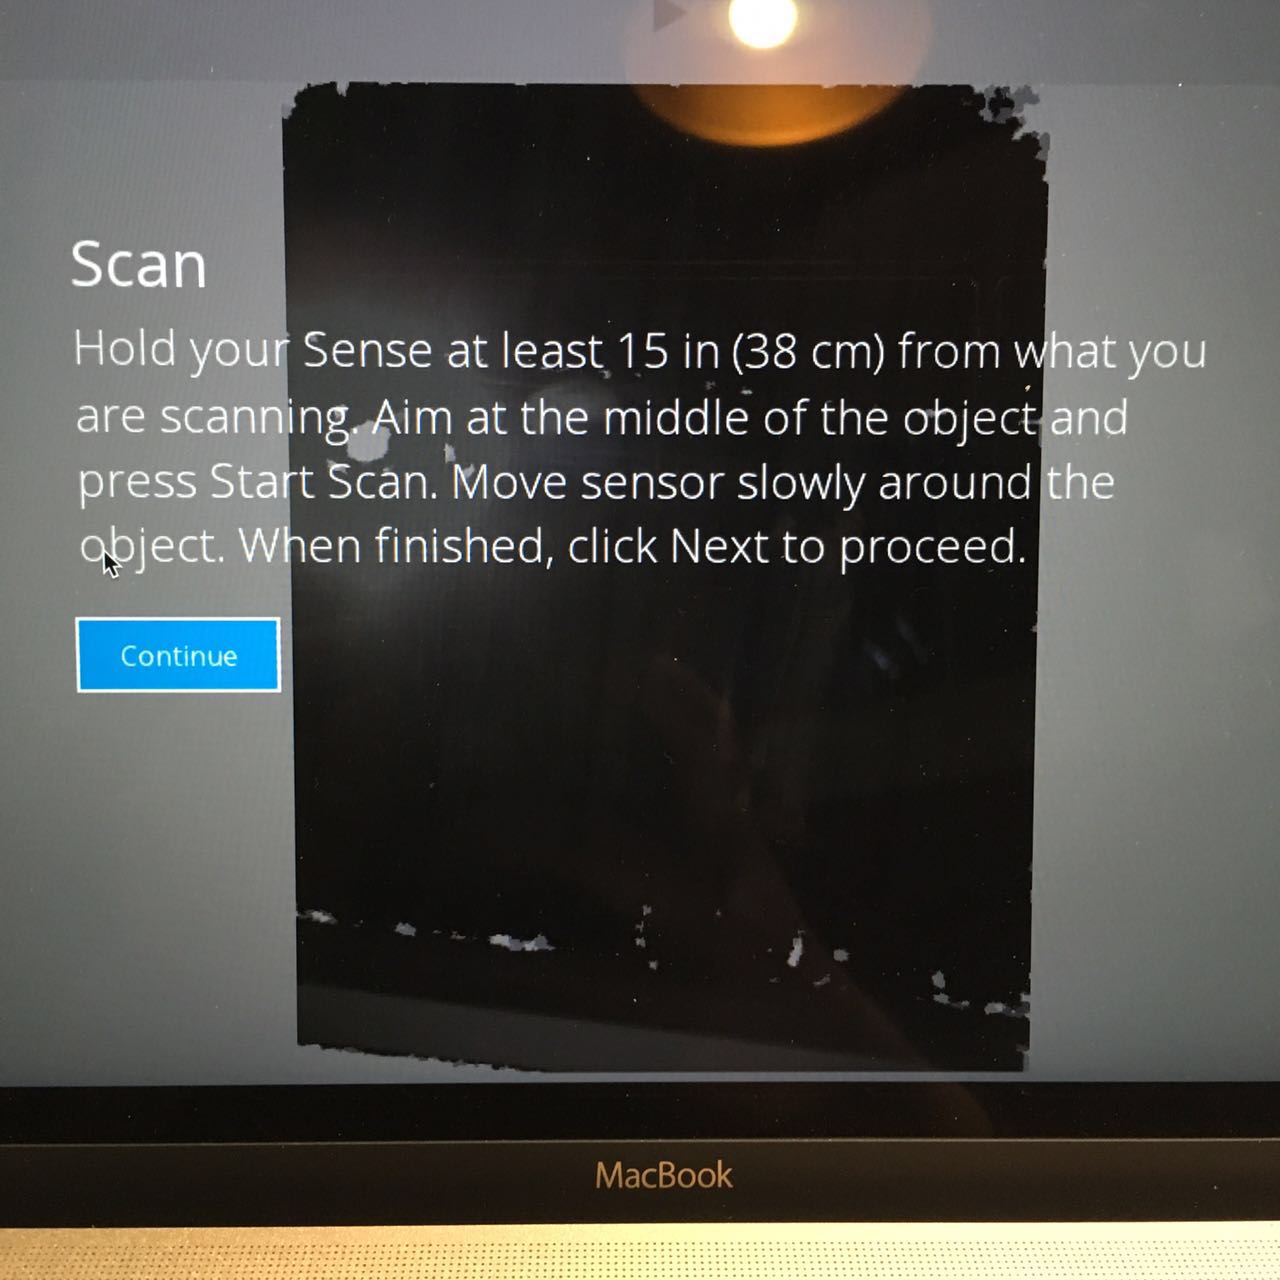 Scan
Hold your Sense at least 15 in (38 cm) from what you
are scanning. Aim at the middle of the object and
press Start Scan. Move sensor slowly around the
object. When finished, click Next to proceed.
Continue
MacBook